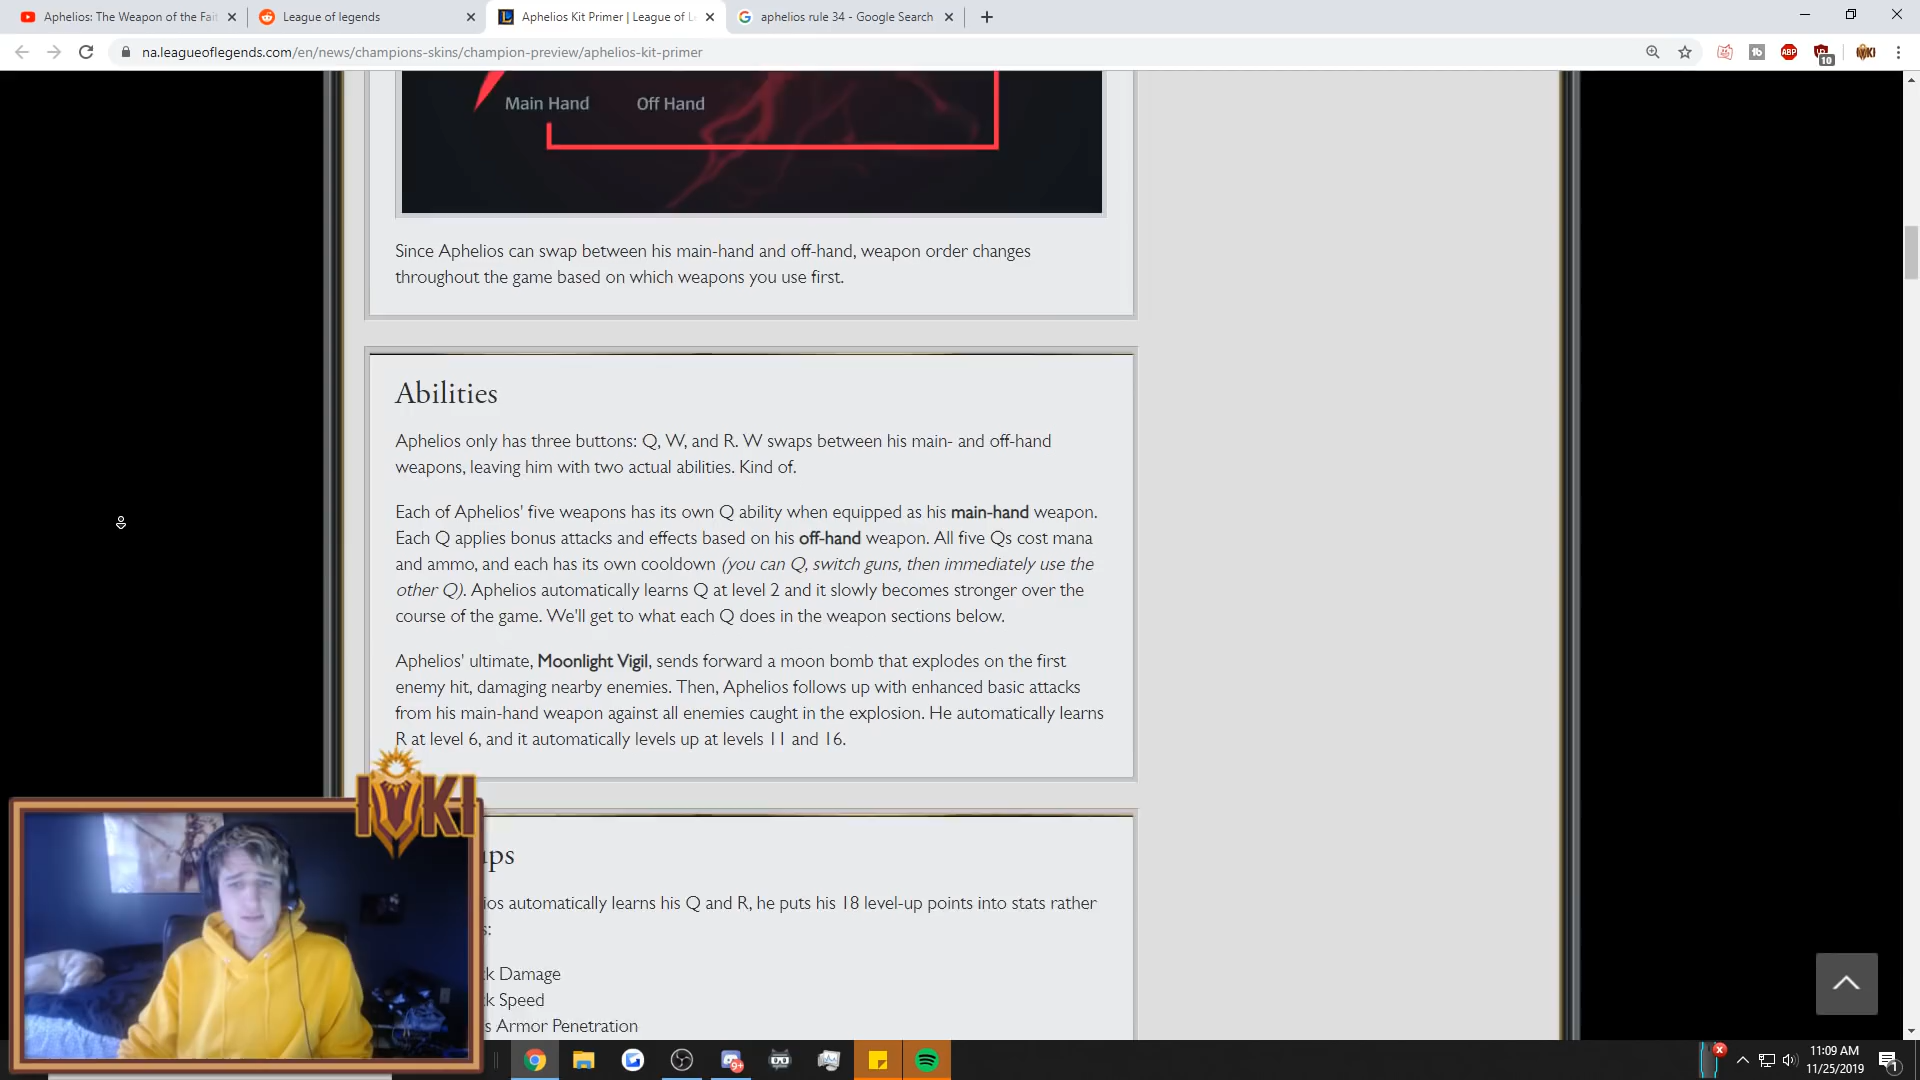 Aphelios: The Weapon of the Fait
League of legends
Aphelios Kit Primer | League of L
aphelios rule 34 - Google Search
na.leagueoflegends.com/en/news/champions-skins/champion-preview/aphelios-kit-primer
ABP
10
Main Hand Off Hand
Since Aphelios can swap between his main-hand and off-hand, weapon order changes
throughout the game based on which weapons you use first.
Abilities
Aphelios only has three buttons: Q, W, and R. W swaps between his main- and off-hand
weapons, leaving him with two actual abilities. Kind of.
Each of Aphelios' five weapons has its own Q ability when equipped as his main-hand weapon.
Each Q applies bonus attacks and effects based on his off-hand weapon. All five Qs cost mana
and ammo, and each has its own cooldown (you can Q, switch guns, then immediately use the
other Q). Aphelios automatically learns Q at level 2 and it slowly becomes stronger over the
course of the game. We'll get to what each Q does in the weapon sections below.
Aphelios' ultimate, Moonlight Vigil, sends forward a moon bomb that explodes on the first
enemy hit, damaging nearby enemies. Then, Aphelios follows up with enhanced basic attacks
from his main-hand weapon against all enemies caught in the explosion. He automatically learns
R at level 6, and it automatically levels up at levels 11 and 16.
IVKI
ups
ios automatically learns his Q and R, he puts his 18 level-up points into stats rather
s:
ck Damage
ck Speed
s Armor Penetration
11:09 AM
11/25/2019
1